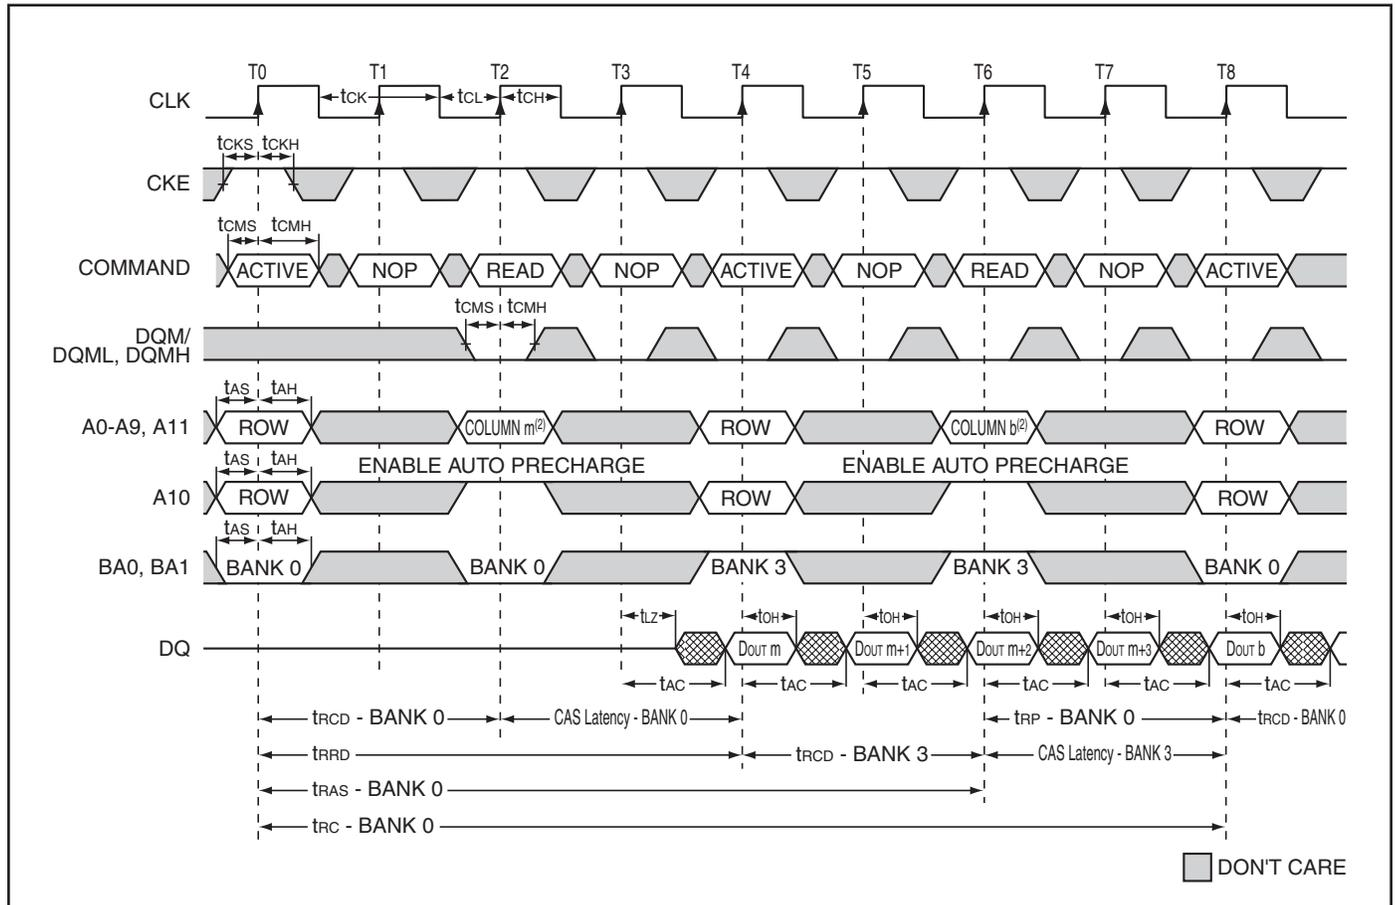 T0 T1 T2 T3 T4 T5 T6 T7 T8
CLK tCK tCL tCH
tCKS tCKH
CKE
tCMS tCMH
COMMAND ACTIVE NOP READ NOP ACTIVE NOP READ NOP ACTIVE
tCMS tCMH
DQM/
DQML, DQMH
tAS tAH
A0-A9, A11 ROW COLUMN m(2) ROW COLUMN b(2) ROW
tAS tAH ENABLE AUTO PRECHARGE ENABLE AUTO PRECHARGE
A10 ROW ROW ROW
tAS tAH
BA0, BA1 BANK 0 BANK 0 BANK 3 BANK 3 BANK 0
tLZ tOH tOH tOH tOH tOH
DQ DOUT m DOUT m+1 DOUT m+2 DOUT m+3 DOUT b
tAC tAC tAC tAC tAC tAC
tRCD - BANK 0 CAS Latency - BANK 0 tRP - BANK 0 tRCD - BANK 0
tRRD tRCD - BANK 3 CAS Latency - BANK 3
tRAS - BANK 0
tRC - BANK 0
DON'T CARE